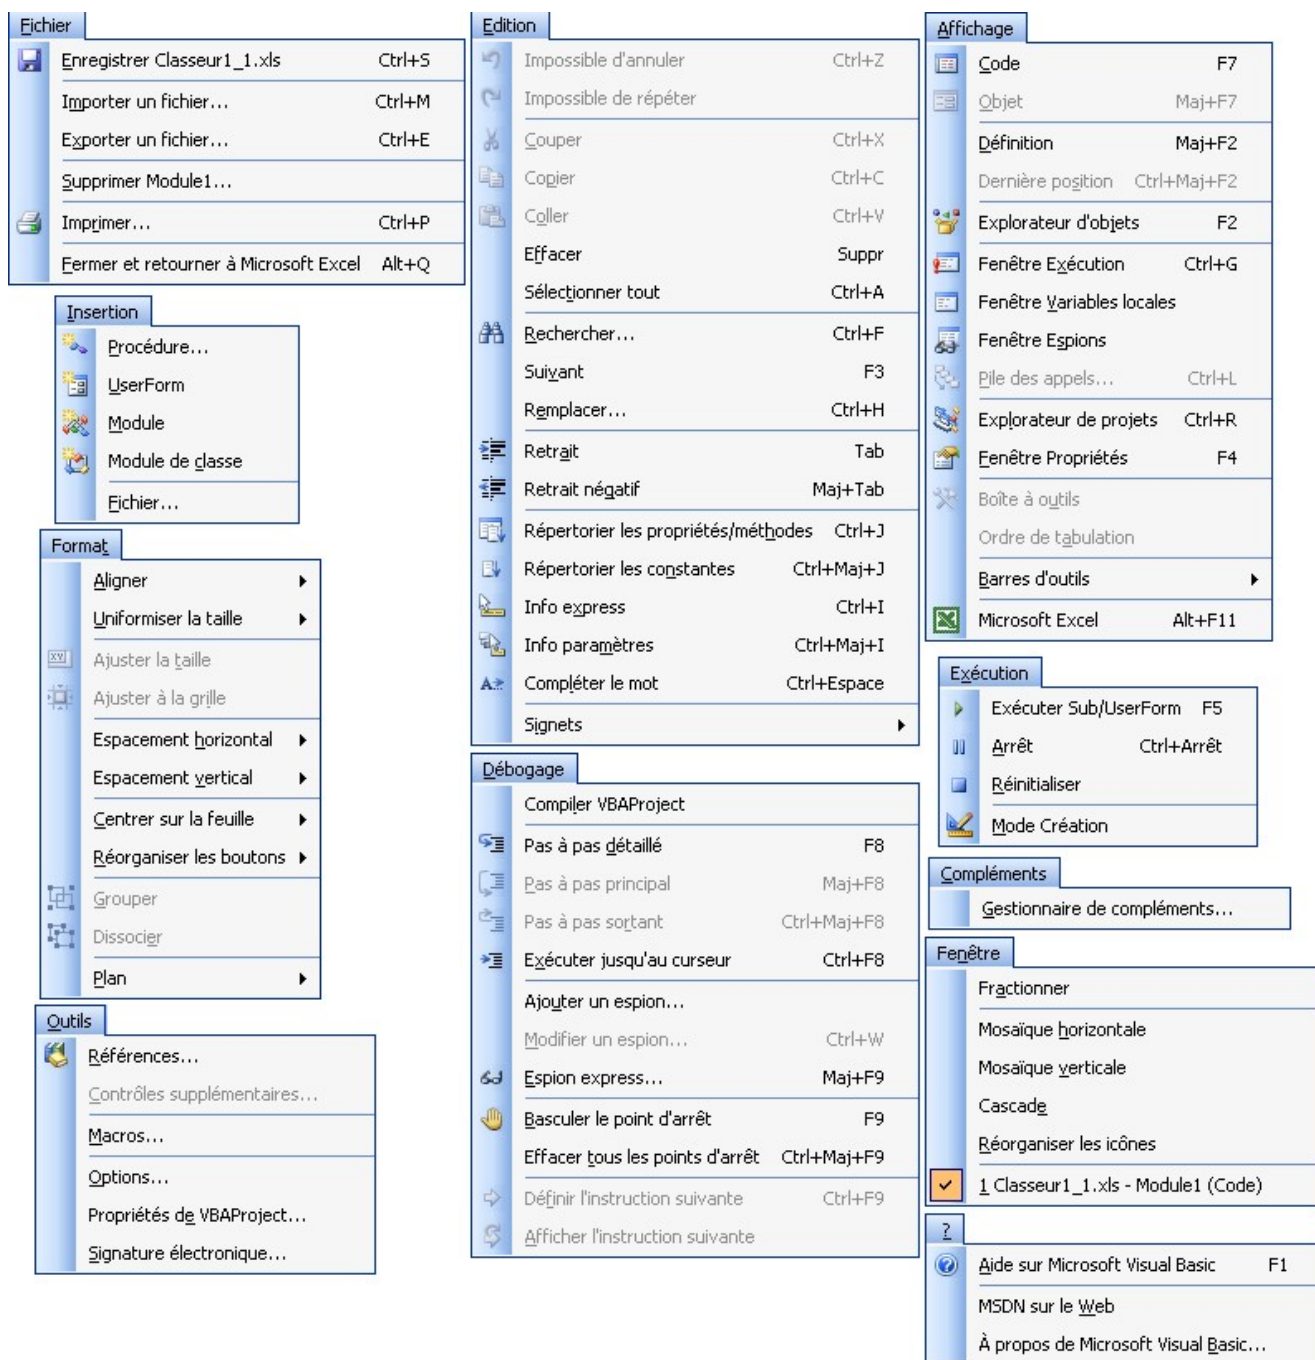 Fichier
Enregistrer Classeur1_1.xls Ctrl+S
Importer un fichier... Ctrl+M
Exporter un fichier... Ctrl+E
Supprimer Module1...
Imprimer... Ctrl+P
Fermer et retourner à Microsoft Excel Alt+Q
Insertion
Procédure...
UserForm
Module
Module de classe
Fichier...
Format
Aligner
Uniformiser la taille
Ajuster la taille
Ajuster à la grille
Espacement horizontal
Espacement vertical
Centrer sur la feuille
Réorganiser les boutons
Grouper
Dissocier
Plan
Outils
Références...
Contrôles supplémentaires...
Macros...
Options...
Propriétés de VBAProject...
Signature électronique...
Edition
Impossible d'annuler Ctrl+Z
Impossible de répéter
Couper Ctrl+X
Copier Ctrl+C
Coller Ctrl+V
Effacer Suppr
Sélectionner tout Ctrl+A
Rechercher... Ctrl+F
Suivant F3
Remplacer... Ctrl+H
Retrait Tab
Retrait négatif Maj+Tab
Répertorier les propriétés/méthodes Ctrl+J
Répertorier les constantes Ctrl+Maj+J
Info express Ctrl+I
Info paramètres Ctrl+Maj+I
Compléter le mot Ctrl+Espace
Signets
Débogage
Compiler VBAProject
Pas à pas détaillé F8
Pas à pas principal Maj+F8
Pas à pas sortant Ctrl+Maj+F8
Exécuter jusqu'au curseur Ctrl+F8
Ajouter un espion...
Modifier un espion... Ctrl+W
Espion express... Maj+F9
Basculer le point d'arrêt F9
Effacer tous les points d'arrêt Ctrl+Maj+F9
Définir l'instruction suivante Ctrl+F9
Afficher l'instruction suivante
Affichage
Code F7
Objet Maj+F7
Définition Maj+F2
Dernière position Ctrl+Maj+F2
Explorateur d'objets F2
Fenêtre Exécution Ctrl+G
Fenêtre Variables locales
Fenêtre Espions
Pile des appels... Ctrl+L
Explorateur de projets Ctrl+R
Fenêtre Propriétés F4
Boîte à outils
Ordre de tabulation
Barres d'outils
Microsoft Excel Alt+F11
Exécution
Exécuter Sub/UserForm F5
Arrêt Ctrl+Arrêt
Réinitialiser
Mode Création
Compléments
Gestionnaire de compléments...
Fenêtre
Fractionner
Mosaïque horizontale
Mosaïque verticale
Cascade
Réorganiser les icônes
1 Classeur1_1.xls - Module1 (Code)
?
Aide sur Microsoft Visual Basic F1
MSDN sur le Web
À propos de Microsoft Visual Basic...